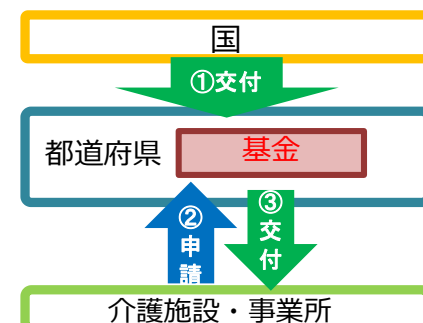 国
①交付
都道府県
基金
②申請
③交付
介護施設・事業所